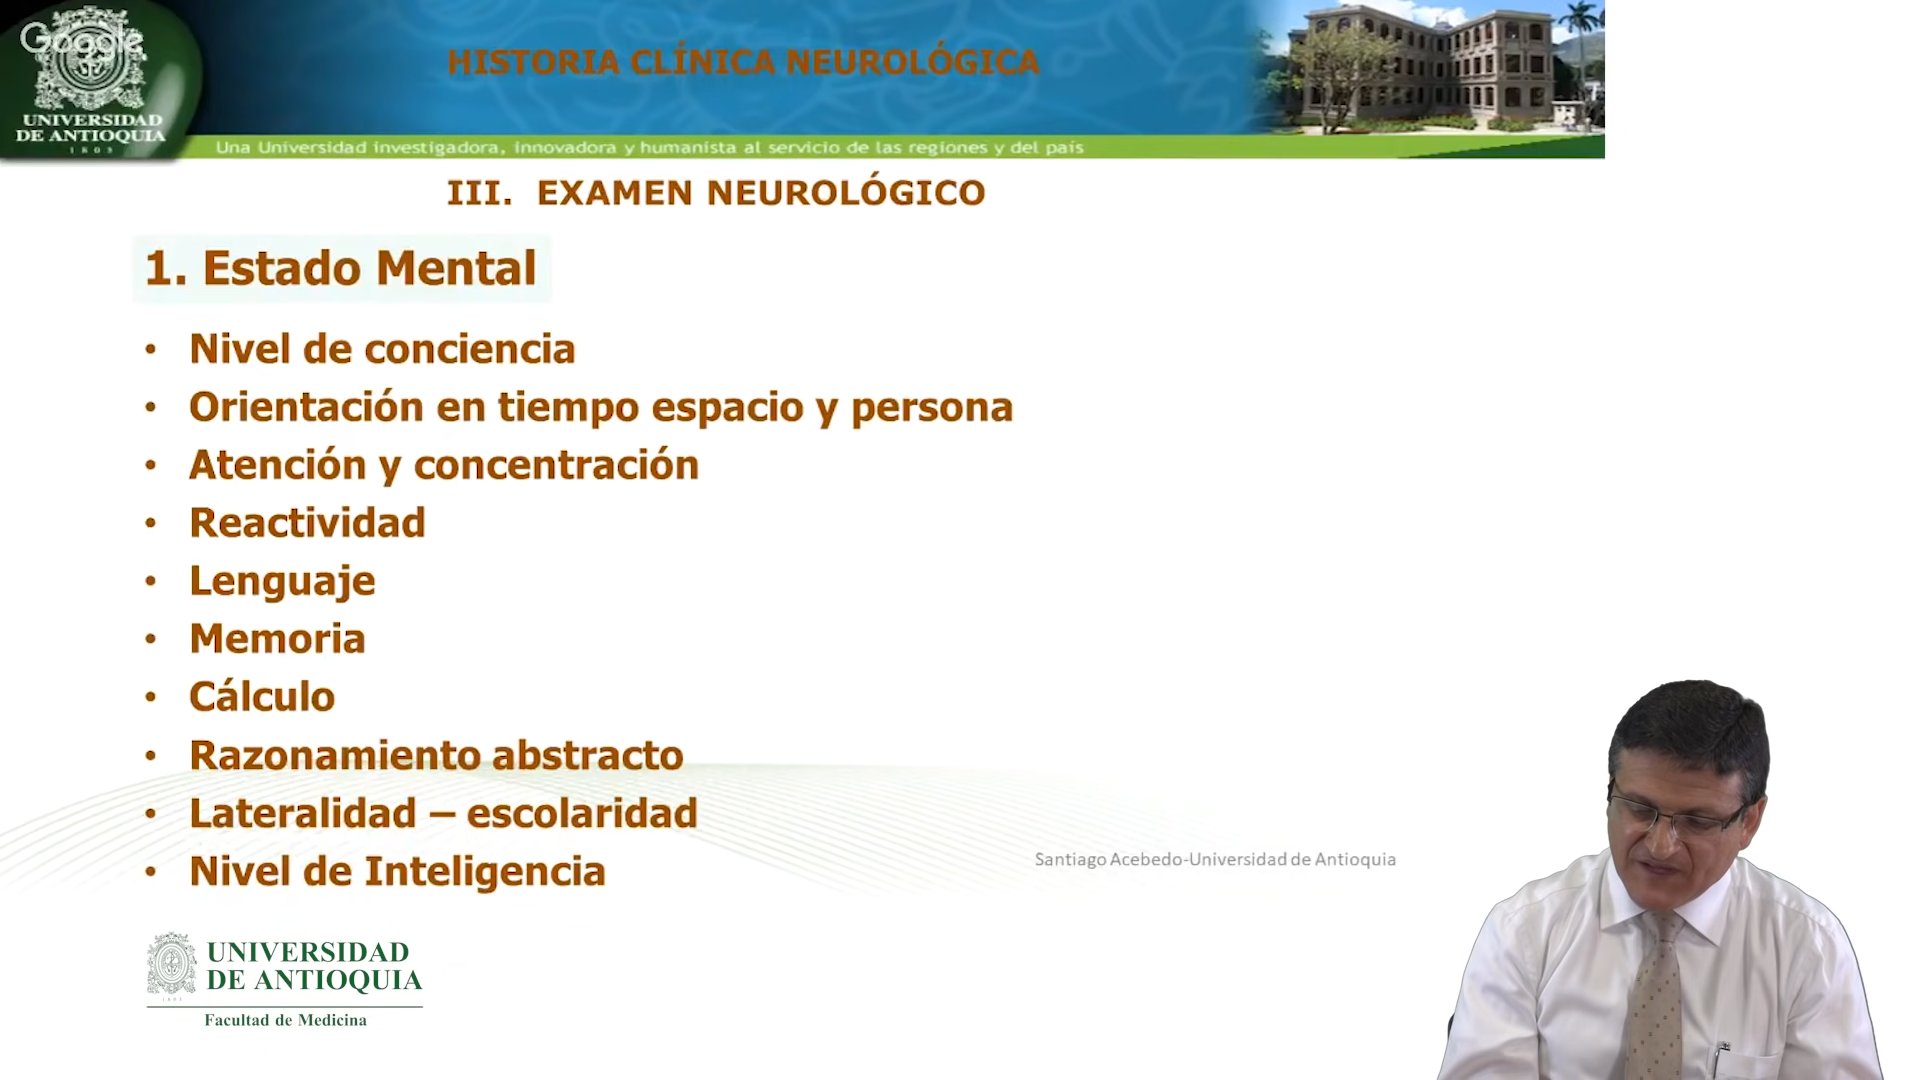 Google
UNIVERSIDAD
DE ANTIOQUIA
1803
HISTORIA CLÍNICA NEUROLÓGICA
Una Universidad investigadora, innovadora y humanista al servicio de las regiones y del país
III. EXAMEN NEUROLÓGICO
1. Estado Mental
• Nivel de conciencia
• Orientación en tiempo espacio y persona
• Atención y concentración
• Reactividad
• Lenguaje
• Memoria
• Cálculo
• Razonamiento abstracto
• Lateralidad – escolaridad
• Nivel de Inteligencia
Santiago Acebedo-Universidad de Antioquia
UNIVERSIDAD
DE ANTIOQUIA
1803
Facultad de Medicina